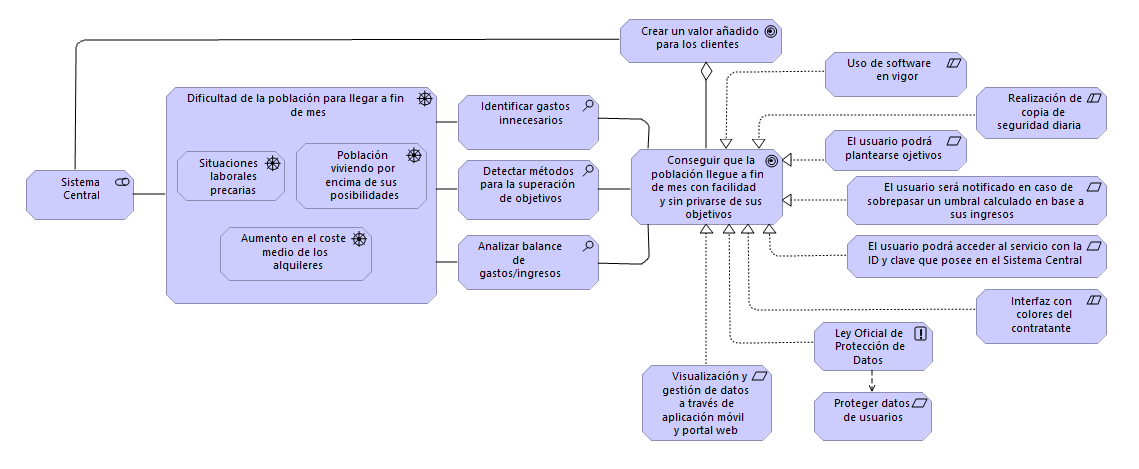 Crear un valor añadido
para los clientes
Uso de software
en vigor
Dificultad de la población para llegar a fin
de mes
Identificar gastos
innecesarios
Realización de
copia de
seguridad diaria
Situaciones
laborales
precarias
Población
viviendo por
encima de sus
posibilidades
El usuario podrá
plantearse ojetivos
Sistema
Central
Detectar métodos
para la superación
de objetivos
Conseguir que la
población llegue a fin
de mes con facilidad
y sin privarse de sus
objetivos
El usuario será notificado en caso de
sobrepasar un umbral calculado en base a
sus ingresos
Aumento en el coste
medio de los
alquileres
Analizar balance
de
gastos/ingresos
El usuario podrá acceder al servicio con la
ID y clave que posee en el Sistema Central
Interfaz con
colores del
contratante
Ley Oficial de
Protección de
Datos
Visualización y
gestión de datos
a través de
aplicación móvil
y portal web
Proteger datos
de usuarios